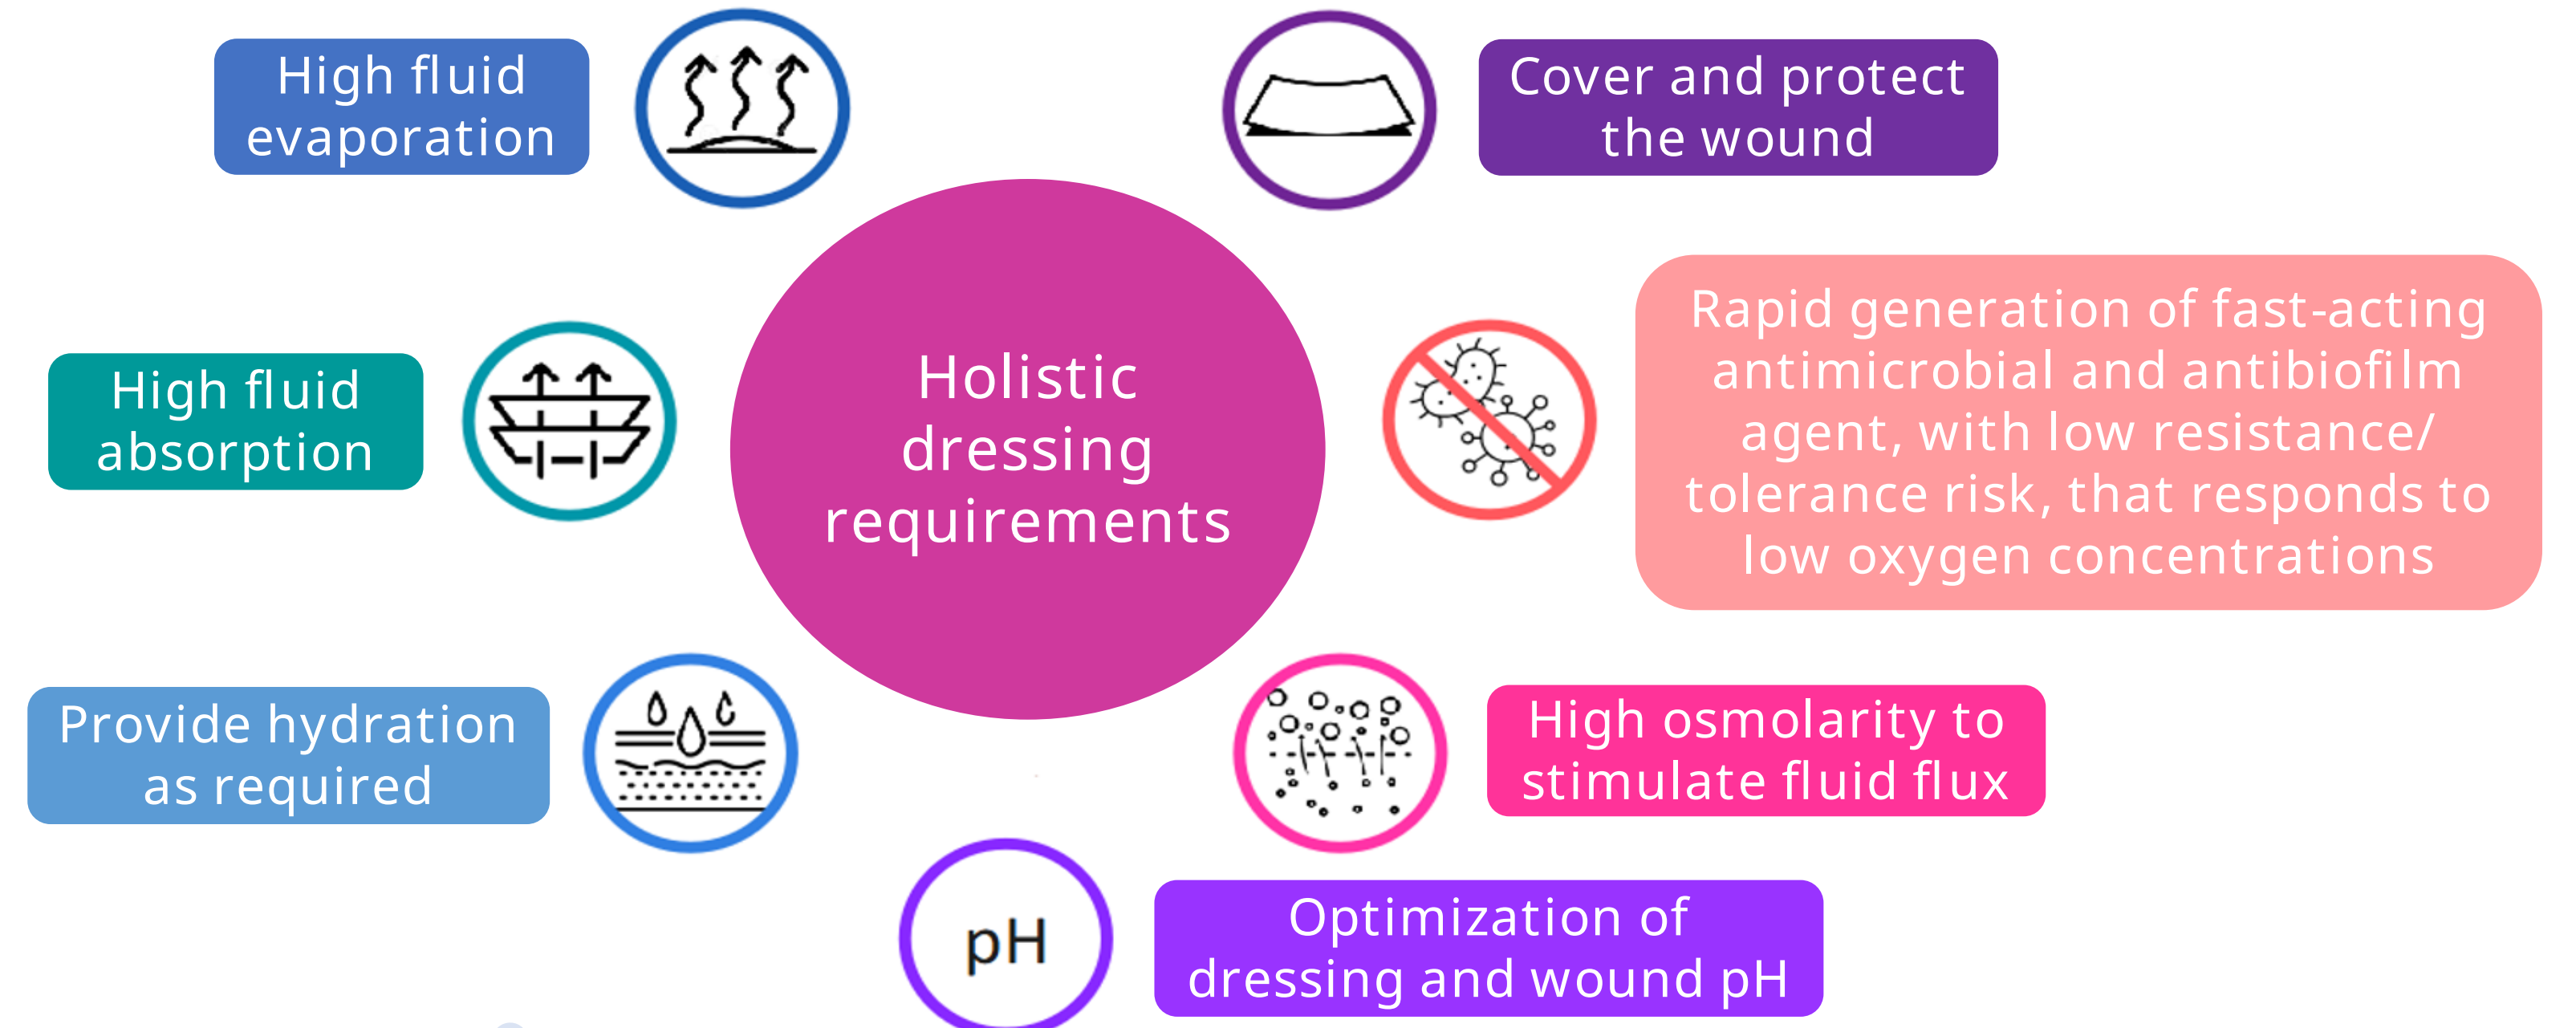 High fluid
evaporation
Cover and protect
the wound
Holistic
dressing
requirements
High fluid
absorption
Rapid generation of fast-acting
antimicrobial and antibiofilm
agent, with low resistance/
tolerance risk, that responds to
low oxygen concentrations
Provide hydration
as required
High osmolarity to
stimulate fluid flux
pH
Optimization of
dressing and wound pH